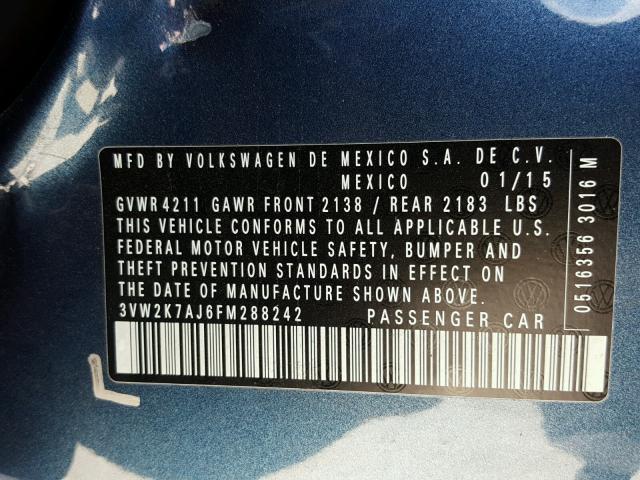 MFD BY VOLKSWAGEN DE MEXICO S.A. DE C.V.
MEXICO 01/15
GVWR 4211 GAWR FRONT 2138 / REAR 2183 LBS
THIS VEHICLE CONFORMS TO ALL APPLICABLE U.S.
FEDERAL MOTOR VEHICLE SAFETY, BUMPER AND
THEFT PREVENTION STANDARDS IN EFFECT ON
THE DATE OF MANUFACTURE SHOWN ABOVE.
3VW2K7AJ6FM288242 PASSENGER CAR
0516356 3016 M